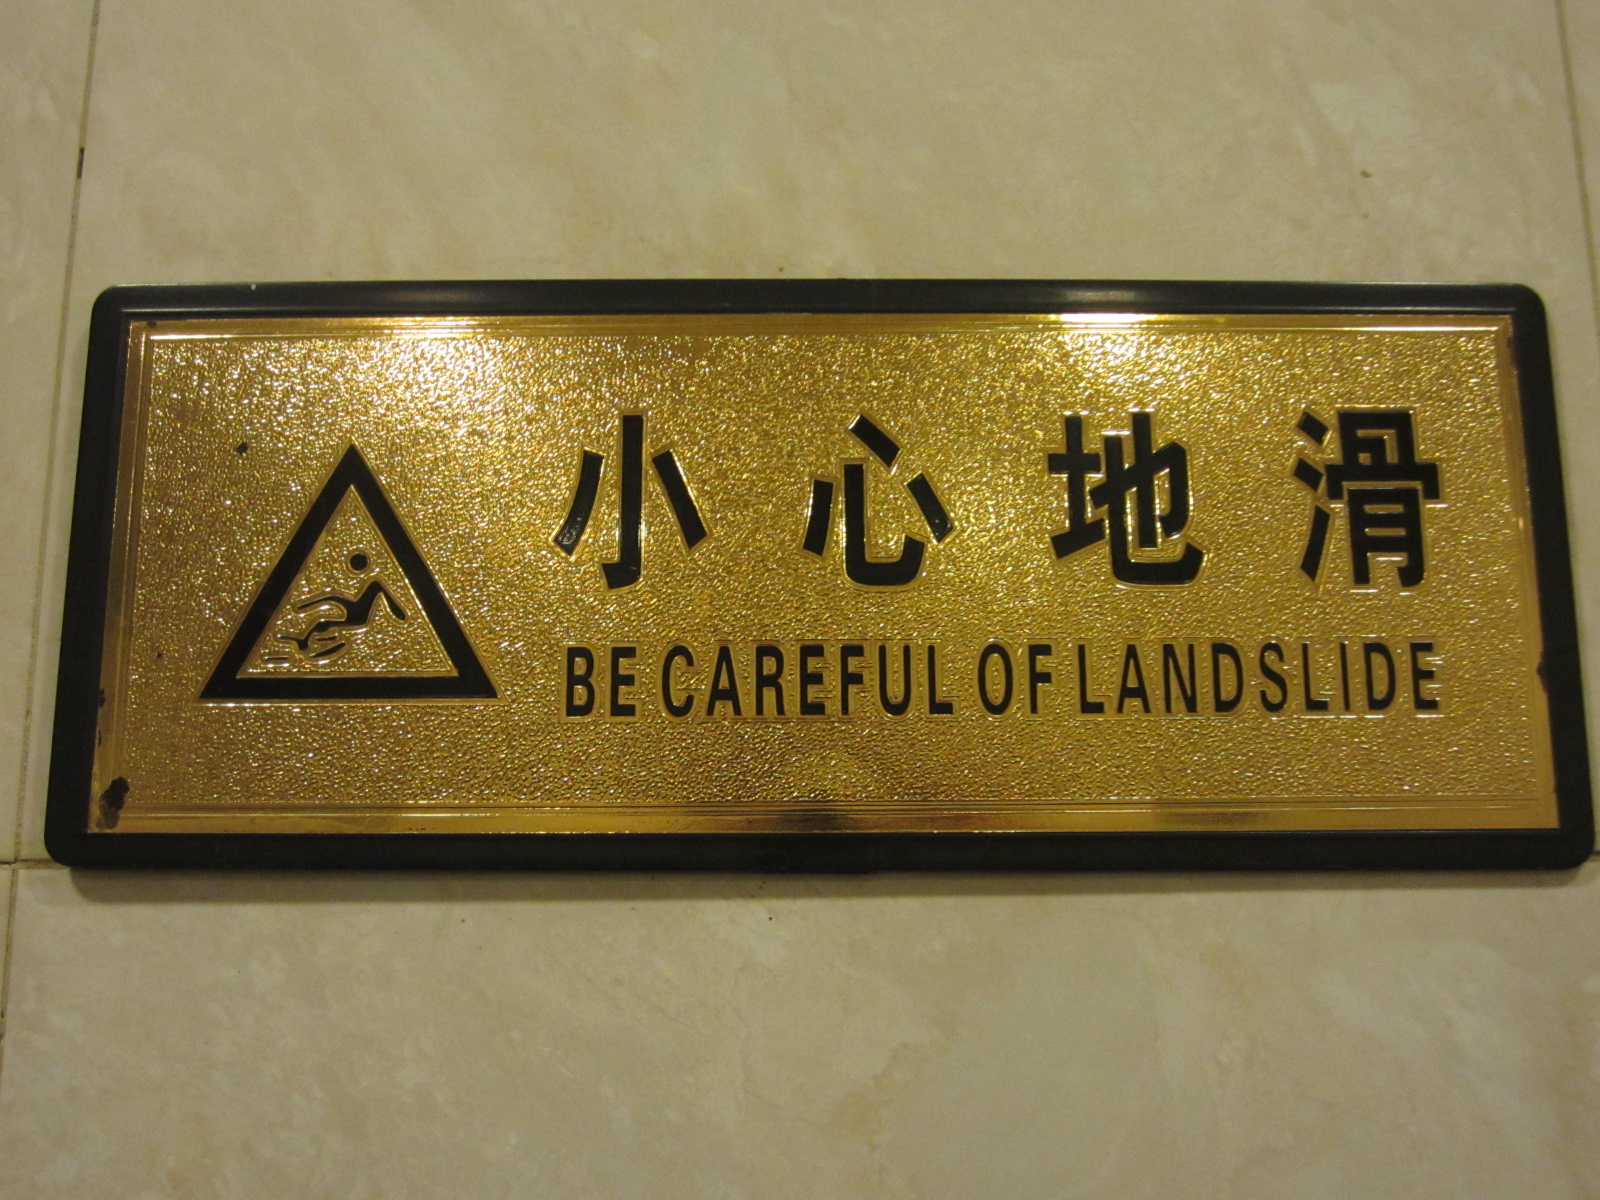 小心地滑
BE CAREFUL OF LANDSLIDE